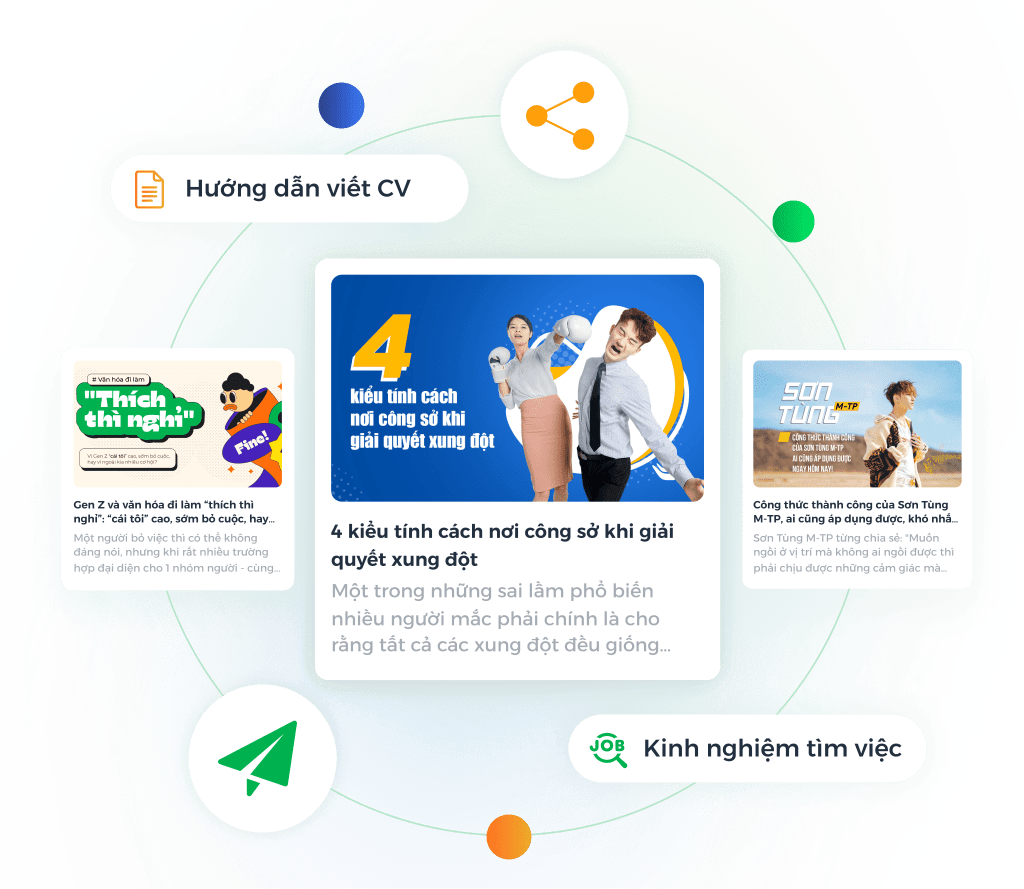 Hướng dẫn viết CV
4
kiểu tính cách
nơi công sở khi
giải quyết xung đột
4 kiểu tính cách nơi công sở khi giải
quyết xung đột
Một trong những sai lầm phổ biến
nhiều người mắc phải chính là cho
rằng tất cả các xung đột đều giống...
# Văn hóa đi làm
"Thích
thì nghỉ"
Fine!
Vì Gen Z "cái tôi" cao, sớm bỏ cuộc,
hay vì ngoài kia nhiều cơ hội?
Gen Z và văn hóa đi làm “thích thì
nghỉ”: “cái tôi” cao, sớm bỏ cuộc, hay...
Một người bỏ việc thì có thể không
đáng nói, nhưng khi rất nhiều trường
hợp đại diện cho 1 nhóm người - cùng...
SƠN
TÙNG
M-TP
CÔNG THỨC THÀNH CÔNG
CỦA SƠN TÙNG M-TP
AI CŨNG ÁP DỤNG ĐƯỢC
NGAY HÔM NAY!
Công thức thành công của Sơn Tùng
M-TP, ai cũng áp dụng được, khó nhấ...
Sơn Tùng M-TP từng chia sẻ: "Muốn
ngồi ở vị trí mà không ai ngồi được thì
phải chịu được những cảm giác mà...
JOB
Kinh nghiệm tìm việc